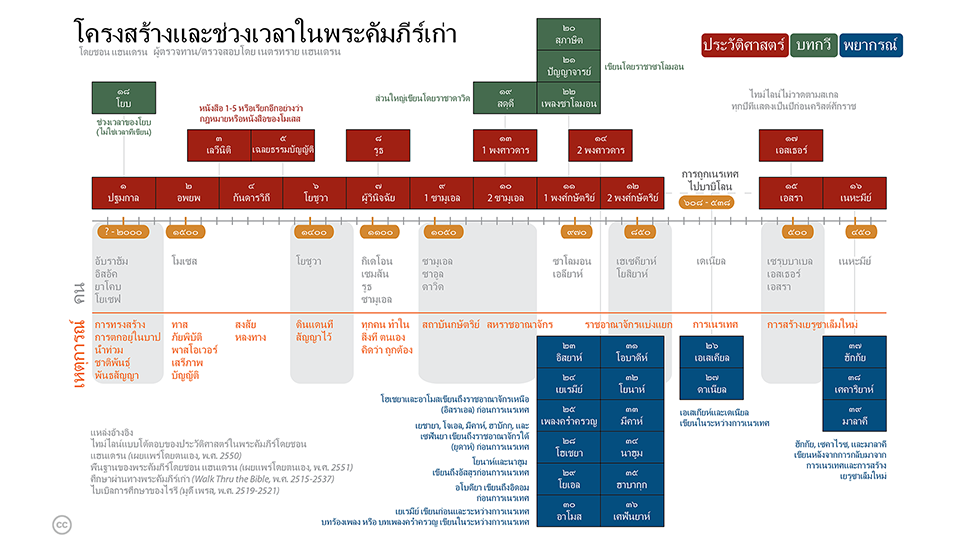 โครงสร้างและช่วงเวลาในพระคัมภีร์เก่า
โดยชอน แฮนเดรน ผู้ตรวจทาน/ตรวจสอบโดย เนตรทราย แฮนเดรน
ประวัติศาสตร์
บทกวี
พยากรณ์
ไทม์ไลน์ไม่วาดตามสเกล
ทุกปีที่แสดงเป็นปีก่อนคริสต์ศักราช
๒๐
สุภาษิต
๒๑
ปัญญาจารย์
เขียนโดยราชาซาโลมอน
๑๘
โยบ
ช่วงเวลาของโยบ
(ไม่ใช่เวลาที่เขียน)
ส่วนใหญ่เขียนโดยราชาดาวิด
๑๙
สดุดี
๒๒
เพลงซาโลมอน
หนังสือ 1-5 หรือเรียกอีกอย่างว่า
กฎหมายหรือหนังสือของโมเสส
๓
เลวีนิติ
๕
เฉลยธรรมบัญญัติ
๘
รูธ
๑๓
1 พงศาวดาร
๑๔
2 พงศาวดาร
๑๗
เอสเธอร์
๑
ปฐมกาล
๒
อพยพ
๔
กันดารวิถี
๖
โยชูวา
๗
ผู้วินิจฉัย
๙
1 ซามูเอล
๑๐
2 ซามูเอล
๑๑
1 พงศ์กษัตริย์
๑๒
2 พงศ์กษัตริย์
การถูกเนรเทศ
ไปบาบิโลน
๑๕
เอสรา
๑๖
เนหะมีย์
? - ๒๐๐๐
๑๕๐๐
๑๔๐๐
๑๑๐๐
๑๐๕๐
๙๗๐
๘๕๐
๖๐๘ - ๕๓๘
๕๐๐
๔๕๐
คน
อับราฮัม
อิสอัค
ยาโคบ
โยเซฟ
โมเสส
โยชูวา
กิเดโอน
แซมสัน
รูธ
ซามูเอล
ซามูเอล
ซาอูล
ดาวิด
ซาโลมอน
เอลียาห์
เฮเซคียาห์
โยสิยาห์
เดเนียล
เซรุบบาเบล
เอสเธอร์
เอสรา
เนหะมีย์
เหตุการณ์
การทรงสร้าง
การตกอยู่ในบาป
น้ำท่วม
ชาติพันธุ์
พันธสัญญา
ทาส
ภัยพิบัติ
พาสโอเวอร์
เสรีภาพ
บัญญัติ
สงสัย
หลงทาง
ดินแดนที่
สัญญาไว้
ทุกคน ทำใน
สิ่งที่ ตนเอง
คิดว่า ถูกต้อง
สถาบันกษัตริย์
สหราชอาณาจักร
ราชอาณาจักรแบ่งแยก
การเนรเทศ
การสร้างเยรูซาเล็มใหม่
๒๓
อิสยาห์
๓๑
โอบาดีห์
๒๔
เยเรมีย์
๓๒
โยนาห์
๒๕
เพลงคร่ำครวญ
๓๓
มีคาห์
๒๘
โฮเชยา
๓๔
นาฮูม
๒๙
โยเอล
๓๕
ฮาบากุก
๓๐
อาโมส
๓๖
เศฟันยาห์
๒๖
เอเสเคียล
๒๗
ดาเนียล
๓๗
ฮักกัย
๓๘
เศคาริยาห์
๓๙
มาลาคี
โฮเชยาและอาโมสเขียนถึงราชอาณาจักรเหนือ
(อิสราเอล) ก่อนการเนรเทศ
เยชายา, โจเอล, มีคาห์, ฮาบักกุ, และ
เซฟันยา เขียนถึงราชอาณาจักรใต้
(ยูดาห์) ก่อนการเนรเทศ
โยนาห์และนาฮูม
เขียนถึงอัสสุรก่อนการเนรเทศ
อโบดียา เขียนถึงอิดอม
ก่อนการเนรเทศ
เยเรมีย์ เขียนก่อนและระหว่างการเนรเทศ
บทร้องเพลง หรือ บทเพลงคร่ำครวญ เขียนในระหว่างการเนรเทศ
เอเสเคียห์และเดเนียล
เขียนในระหว่างการเนรเทศ
ฮักกัย, เซคาไรช, และมาลาคี
เขียนหลังจากการกลับมาจาก
การเนรเทศและการสร้าง
เยรูซาเล็มใหม่
แหล่งอ้างอิง
ไทม์ไลน์แบบโต้ตอบของประวัติศาสตร์ในพระคัมภีร์โดยชอน
แฮนเดรน (เผยแพร่โดยตนเอง, พ.ศ. 2550)
พื้นฐานของพระคัมภีร์โดยชอน แฮนเดรน (เผยแพร่โดยตนเอง, พ.ศ. 2551)
ศึกษาผ่านทางพระคัมภีร์เก่า (Walk Thru the Bible, พ.ศ. 2515-2537)
ไบเบิลการศึกษาของไรรี (มูดี เพรส, พ.ศ. 2519-2521)
cc